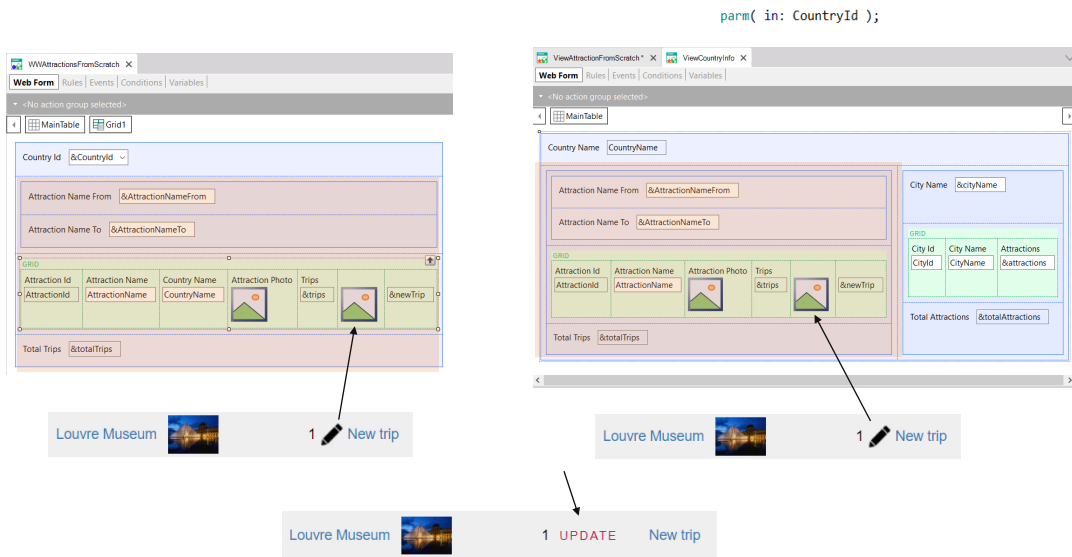 parm( in: CountryId );
WWAttractionsFromScratch X
Web Form Rules Events Conditions Variables
<No action group selected>
MainTable Grid1
Country Id &CountryId
Attraction Name From &AttractionNameFrom
Attraction Name To &AttractionNameTo
GRID
Attraction Id Attraction Name Country Name Attraction Photo Trips
AttractionId AttractionName CountryName &trips &newTrip
Total Trips &totalTrips
Louvre Museum 1 New trip
ViewAttractionFromScratch * X ViewCountryInfo X
Web Form Rules Events Conditions Variables
<No action group selected>
MainTable
Country Name CountryName
Attraction Name From &AttractionNameFrom
Attraction Name To &AttractionNameTo
GRID
Attraction Id Attraction Name Attraction Photo Trips
AttractionId AttractionName &trips &newTrip
Total Trips &totalTrips
City Name &cityName
GRID
City Id City Name Attractions
CityId CityName &attractions
Total Attractions &totalAttractions
Louvre Museum 1 New trip
Louvre Museum 1 UPDATE New trip